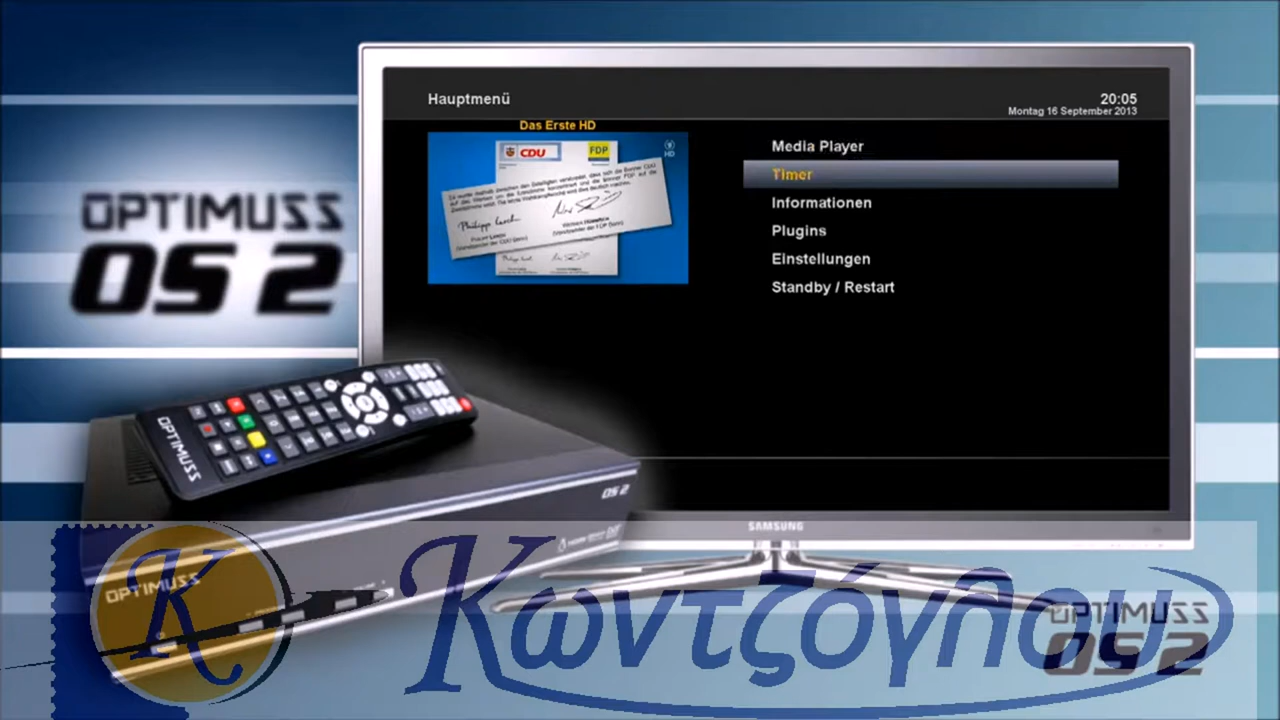 Hauptmenü
20:05
Montag 16 September 2013
Das Erste HD
CDU
FDP
HD
Media Player
Timer
Informationen
Plugins
Einstellungen
Standby / Restart
OPTIMUSS
OS 2
OPTIMUSS
OS 2
SAMSUNG
OPTIMUSS
K
Κωντζόγλου
OPTIMUSS
OS 2